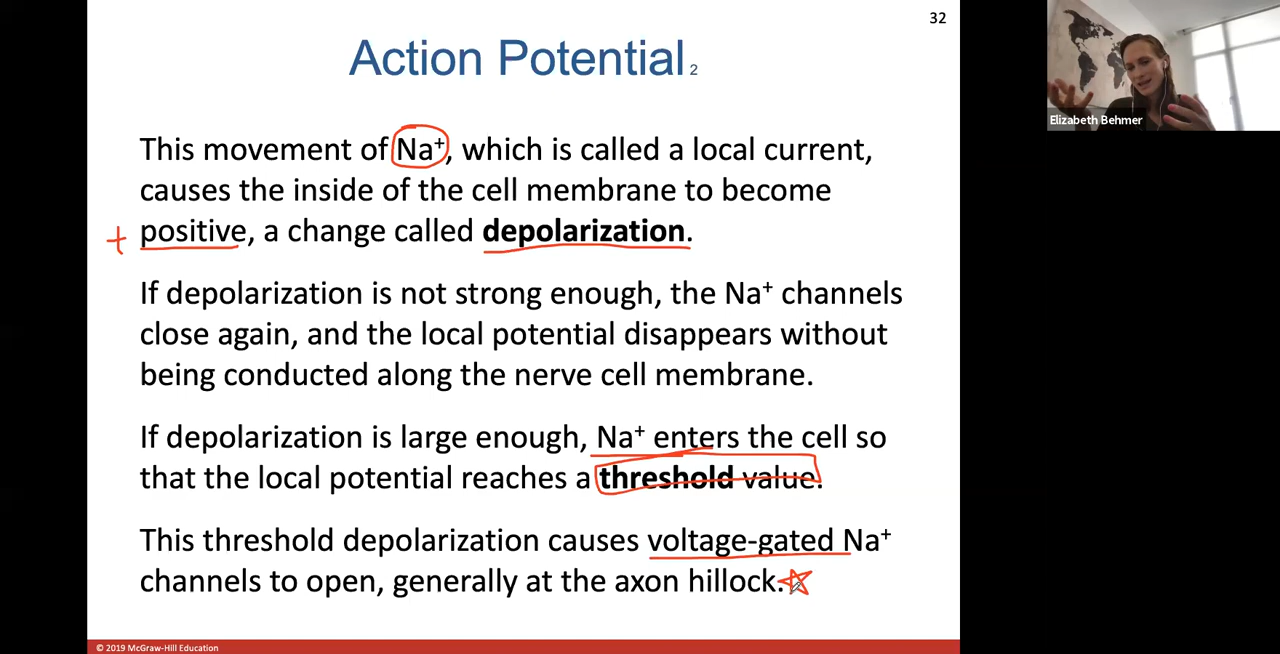 32
Action Potential 2
Elizabeth Behmer
This movement of Na⁺, which is called a local current,
causes the inside of the cell membrane to become
+ positive, a change called depolarization.
If depolarization is not strong enough, the Na⁺ channels
close again, and the local potential disappears without
being conducted along the nerve cell membrane.
If depolarization is large enough, Na⁺ enters the cell so
that the local potential reaches a threshold value.
This threshold depolarization causes voltage-gated Na⁺
channels to open, generally at the axon hillock.
© 2019 McGraw-Hill Education